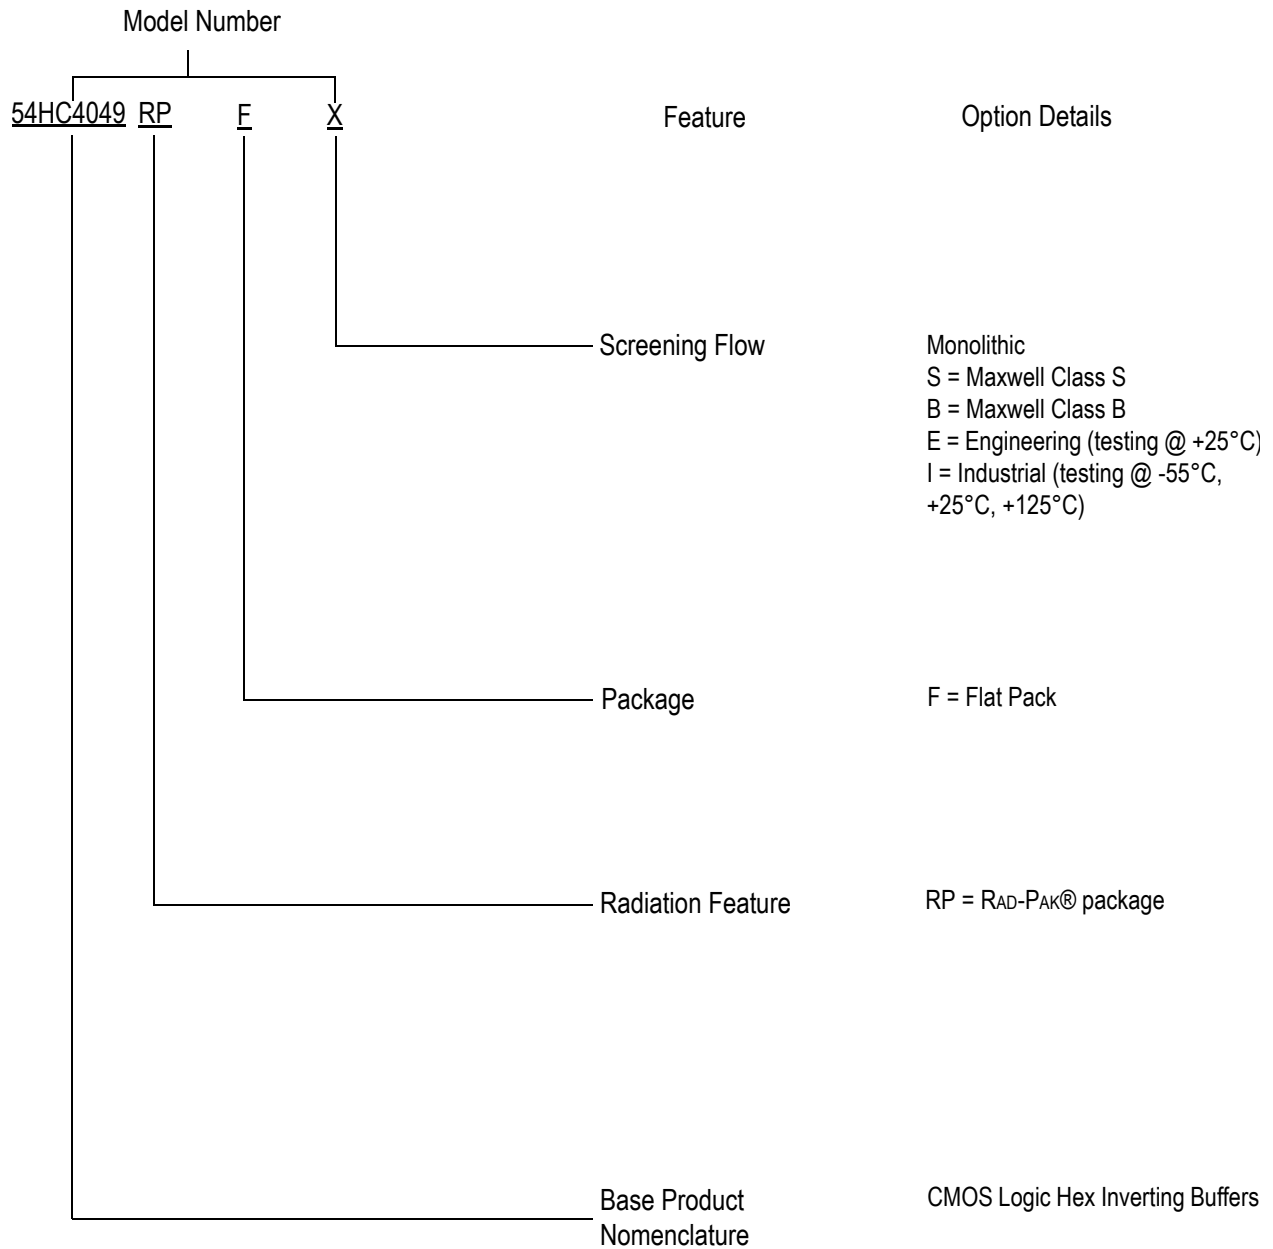 Model Number
54HC4049 RP F X
Feature Option Details
Screening Flow
Monolithic
S = Maxwell Class S
B = Maxwell Class B
E = Engineering (testing @ +25°C)
I = Industrial (testing @ -55°C,
+25°C, +125°C)
Package
F = Flat Pack
Radiation Feature
RP = RAD-PAK® package
Base Product
Nomenclature
CMOS Logic Hex Inverting Buffers